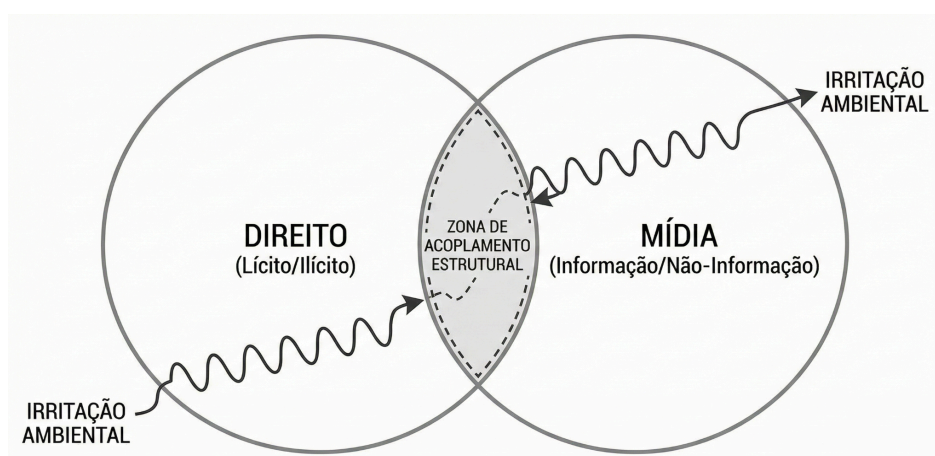 IRRITAÇÃO
AMBIENTAL
DIREITO
(Lícito/Ilícito)
ZONA DE
ACOPLAMENTO
ESTRUTURAL
MÍDIA
(Informação/Não-Informação)
IRRITAÇÃO
AMBIENTAL